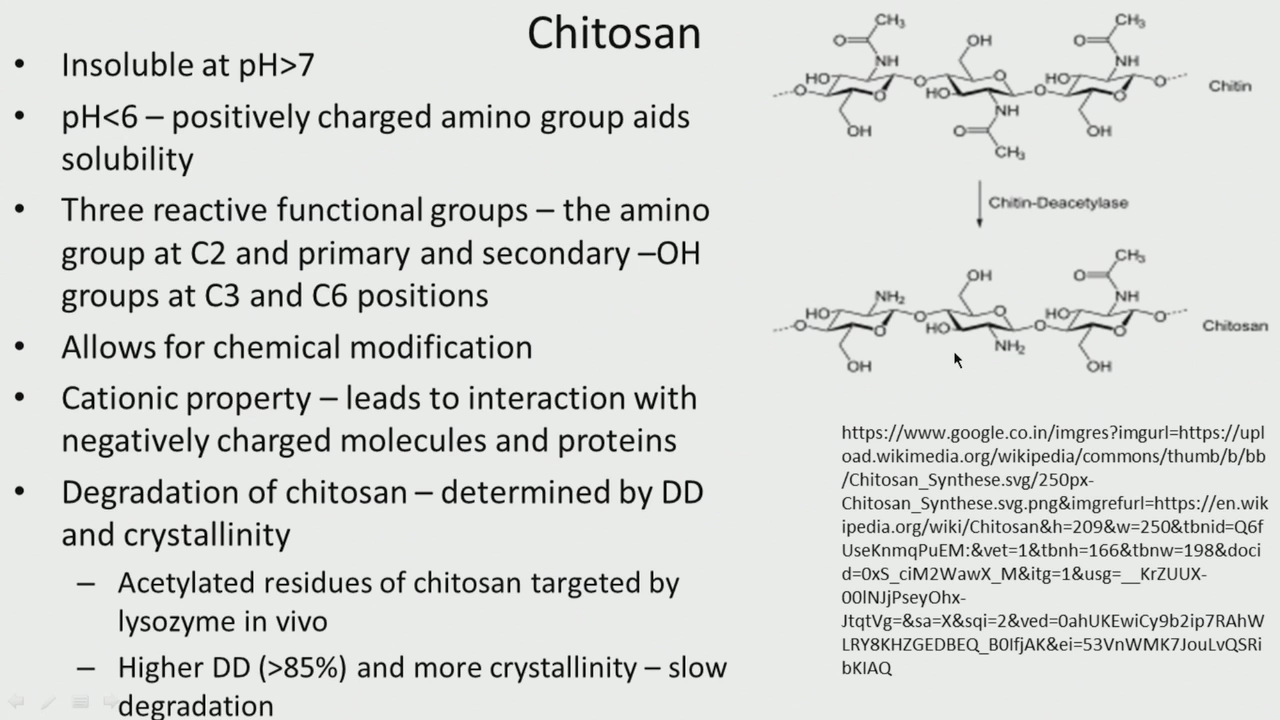 Chitosan
• Insoluble at pH>7
• pH<6 – positively charged amino group aids
solubility
• Three reactive functional groups – the amino
group at C2 and primary and secondary –OH
groups at C3 and C6 positions
• Allows for chemical modification
• Cationic property – leads to interaction with
negatively charged molecules and proteins
• Degradation of chitosan – determined by DD
and crystallinity
– Acetylated residues of chitosan targeted by
lysozyme in vivo
– Higher DD (>85%) and more crystallinity – slow
degradation
CH₃ CH₃
O OH O
NH NH
HO O O HO O
O O HO O O
OH NH OH
O
CH₃
Chitin
Chitin-Deacetylase
CH₃
OH O
NH₂ NH
HO O O HO O
O O HO O O
OH NH₂ OH
Chitosan
https://www.google.co.in/imgres?imgurl=https://upl
oad.wikimedia.org/wikipedia/commons/thumb/b/bb
/Chitosan_Synthese.svg/250px-
Chitosan_Synthese.svg.png&imgrefurl=https://en.wik
ipedia.org/wiki/Chitosan&h=209&w=250&tbnid=Q6f
UseKnmqPuEM:&vet=1&tbnh=166&tbnw=198&doci
d=0xS_ciM2WawX_M&itg=1&usg=__KrZUUX-
00lNJjPseyOhx-
JtqtVg=&sa=X&sqi=2&ved=0ahUKEwiCy9b2ip7RAhW
LRY8KHZGEDBEQ_B0IfjAK&ei=53VnWMK7JouLvQSRi
bKIAQ